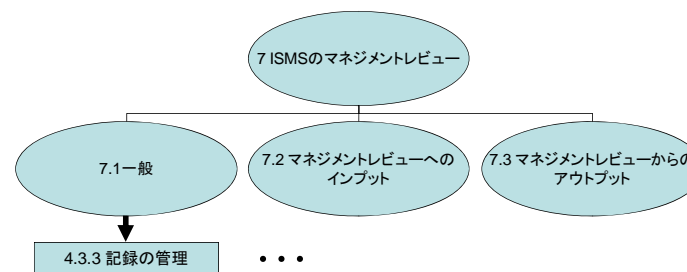 7 ISMSのマネジメントレビュー
7.1一般
7.2 マネジメントレビューへの
インプット
7.3 マネジメントレビューからの
アウトプット
4.3.3 記録の管理
・・・